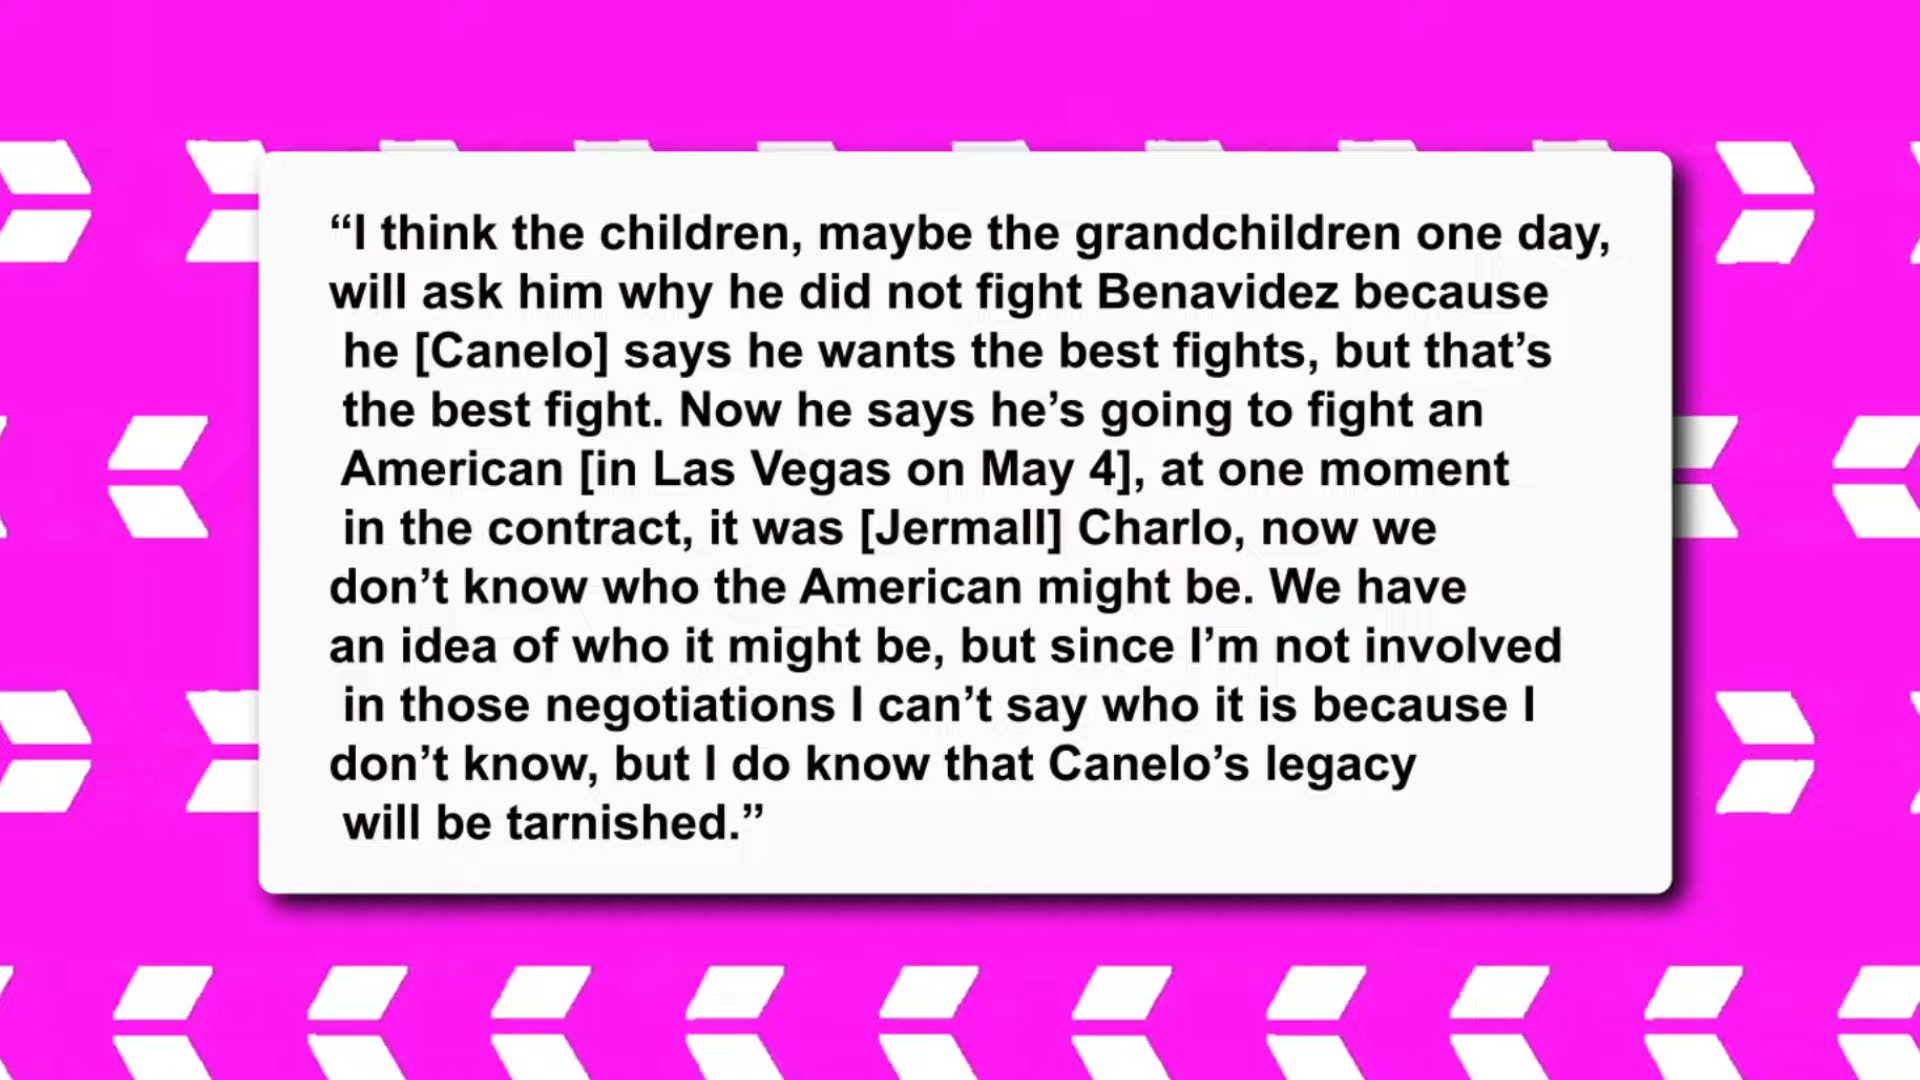 “I think the children, maybe the grandchildren one day,
will ask him why he did not fight Benavidez because
he [Canelo] says he wants the best fights, but that’s
the best fight. Now he says he’s going to fight an
American [in Las Vegas on May 4], at one moment
in the contract, it was [Jermall] Charlo, now we
don’t know who the American might be. We have
an idea of who it might be, but since I’m not involved
in those negotiations I can’t say who it is because I
don’t know, but I do know that Canelo’s legacy
will be tarnished.”